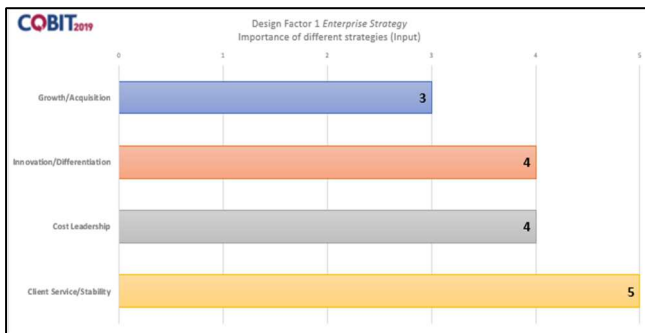 COBIT2019
Design Factor 1 Enterprise Strategy
Importance of different strategies (Input)
0 1 2 3 4 5
Growth/Acquisition 3
Innovation/Differentiation 4
Cost Leadership 4
Client Service/Stability 5